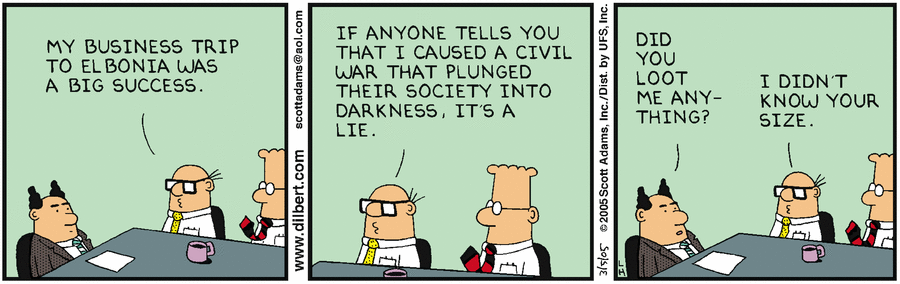 MY BUSINESS TRIP
TO ELBONIA WAS
A BIG SUCCESS.
www.dilbert.com
scottadams@aol.com
IF ANYONE TELLS YOU
THAT I CAUSED A CIVIL
WAR THAT PLUNGED
THEIR SOCIETY INTO
DARKNESS, IT'S A
LIE.
3/5/05 © 2005 Scott Adams, Inc./Dist. by UFS, Inc.
DID
YOU
LOOT
ME ANY-
THING?
I DIDN'T
KNOW YOUR
SIZE.
LH